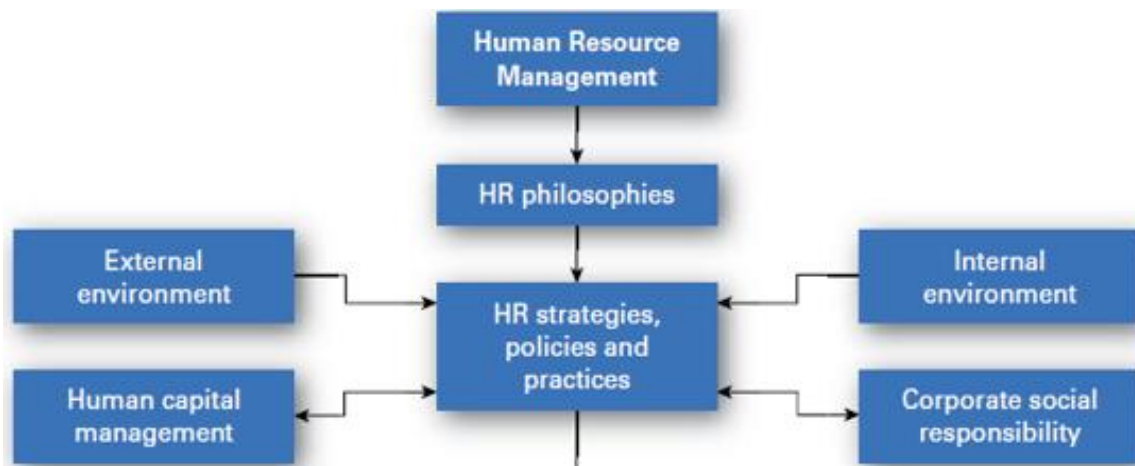 Human Resource
Management
HR philosophies
External
environment
Internal
environment
HR strategies,
policies and
practices
Human capital
management
Corporate social
responsibility